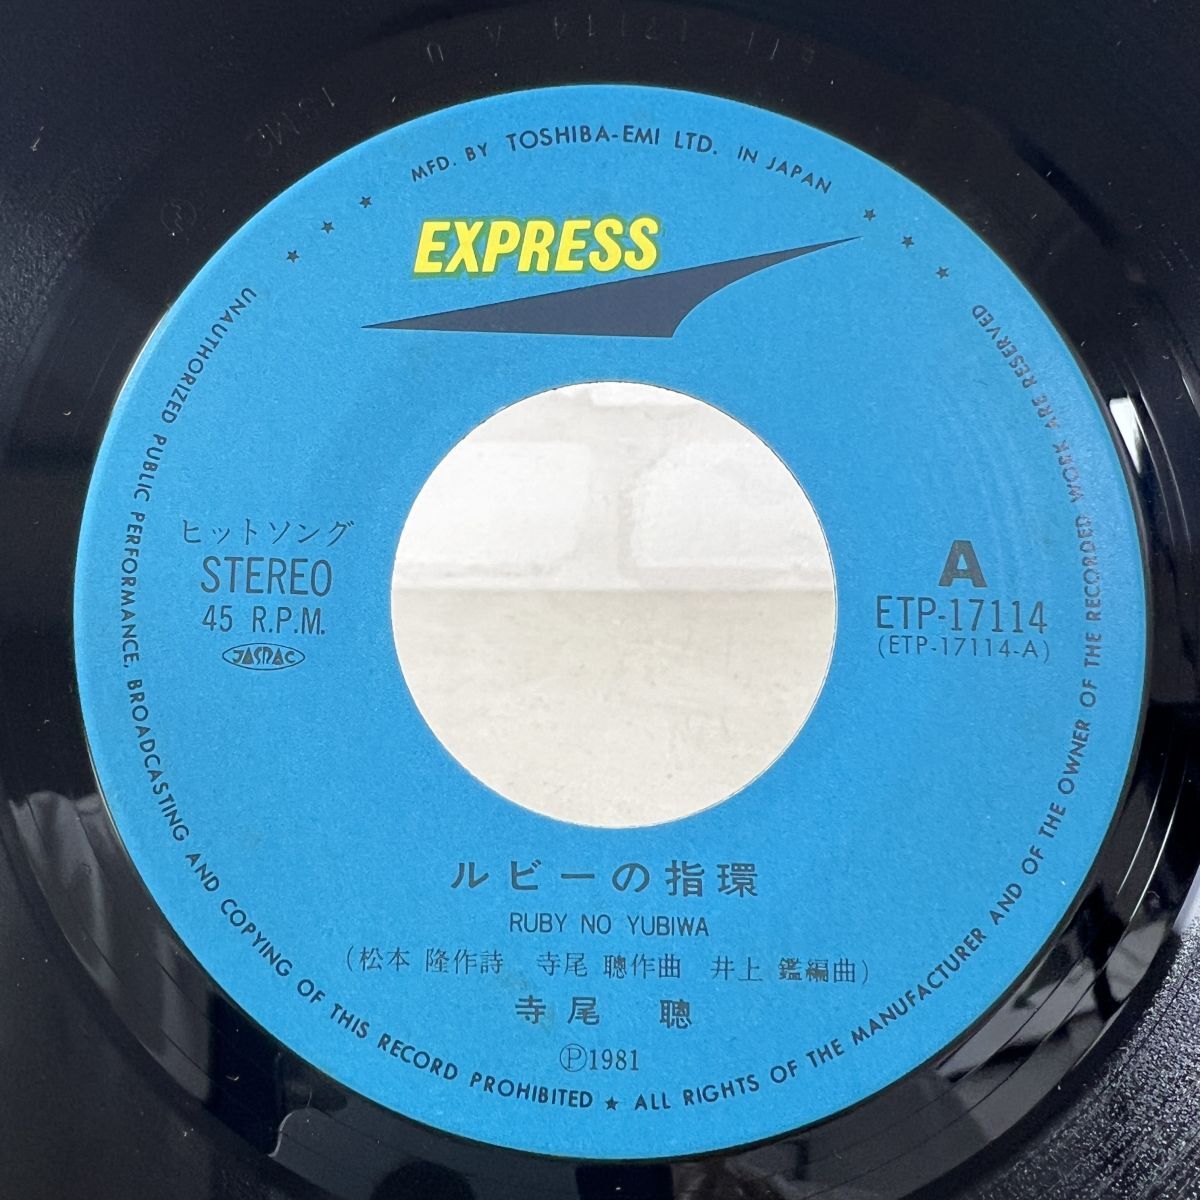 MFD. BY TOSHIBA-EMI LTD. IN JAPAN
EXPRESS
ヒットソング
STEREO
45 R.P.M.
JASRAC
A
ETP-17114
(ETP-17114-A)
ルビーの指環
RUBY NO YUBIWA
(松本 隆作詩 寺尾 聰作曲 井上 鑑編曲)
寺尾 聰
Ⓟ1981
UNAUTHORIZED PUBLIC PERFORMANCE, BROADCASTING AND COPYING OF THIS RECORD PROHIBITED ★ ALL RIGHTS OF THE MANUFACTURER AND OF THE OWNER OF THE RECORDED WORK ARE RESERVED